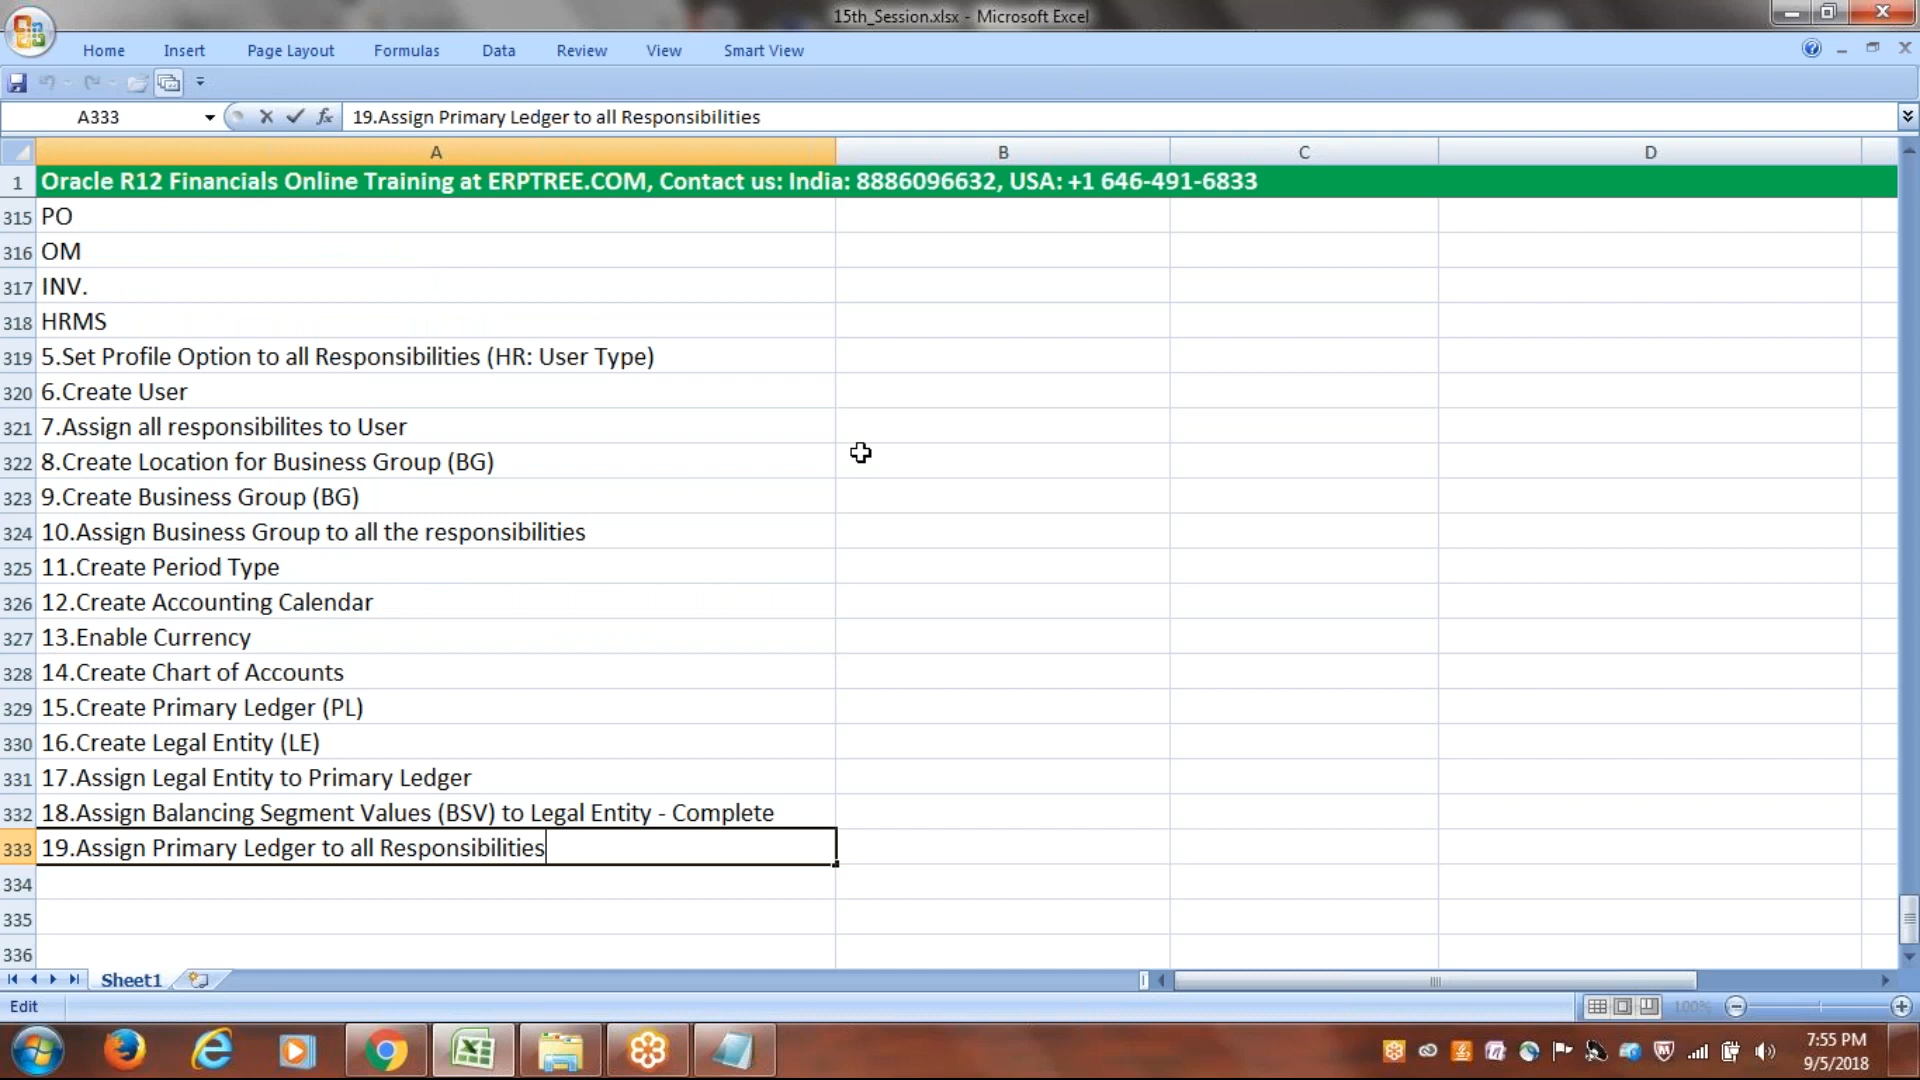 15th_Session.xlsx - Microsoft Excel
Home Insert Page Layout Formulas Data Review View Smart View
A333 fx 19.Assign Primary Ledger to all Responsibilities
A B C D
1 Oracle R12 Financials Online Training at ERPTREE.COM, Contact us: India: 8886096632, USA: +1 646-491-6833
315 PO
316 OM
317 INV.
318 HRMS
319 5.Set Profile Option to all Responsibilities (HR: User Type)
320 6.Create User
321 7.Assign all responsibilites to User
322 8.Create Location for Business Group (BG)
323 9.Create Business Group (BG)
324 10.Assign Business Group to all the responsibilities
325 11.Create Period Type
326 12.Create Accounting Calendar
327 13.Enable Currency
328 14.Create Chart of Accounts
329 15.Create Primary Ledger (PL)
330 16.Create Legal Entity (LE)
331 17.Assign Legal Entity to Primary Ledger
332 18.Assign Balancing Segment Values (BSV) to Legal Entity - Complete
333 19.Assign Primary Ledger to all Responsibilities
334
335
336
Sheet1
Edit 100%
7:55 PM
9/5/2018